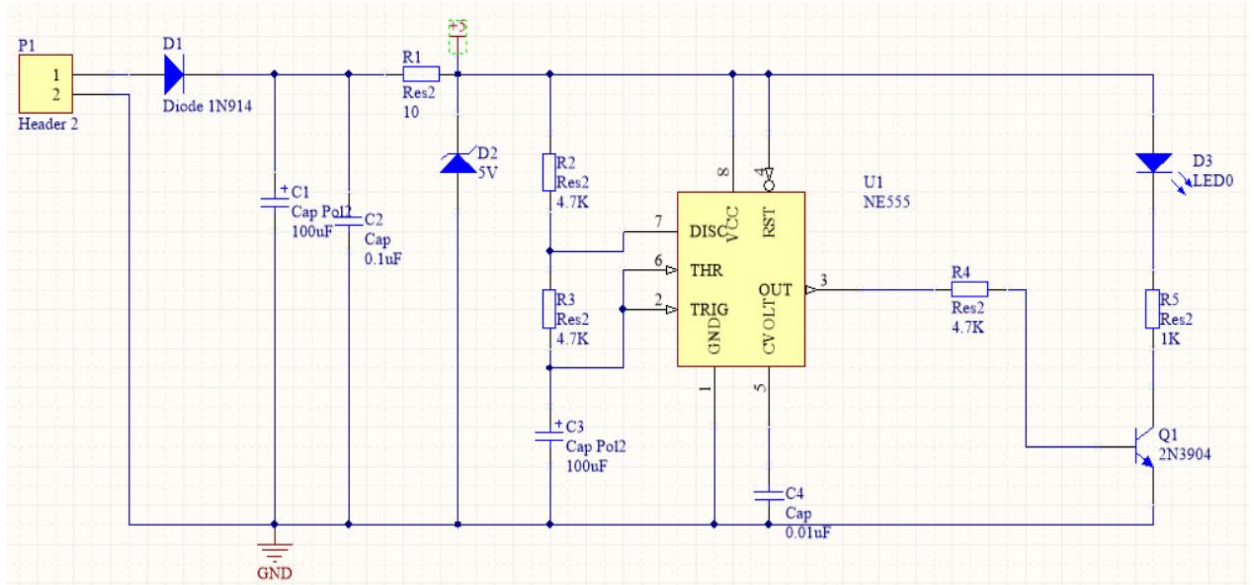 P1
1
2
Header 2
D1
Diode 1N914
+5
R1
Res2
10
C1
Cap Pol2
100uF
C2
Cap
0.1uF
D2
5V
R2
Res2
4.7K
R3
Res2
4.7K
C3
Cap Pol2
100uF
U1
NE555
8
4
VCC
RST
7
DISC
6
THR
2
TRIG
OUT
3
GND
CVOLT
1
5
C4
Cap
0.01uF
R4
Res2
4.7K
D3
LED0
R5
Res2
1K
Q1
2N3904
GND